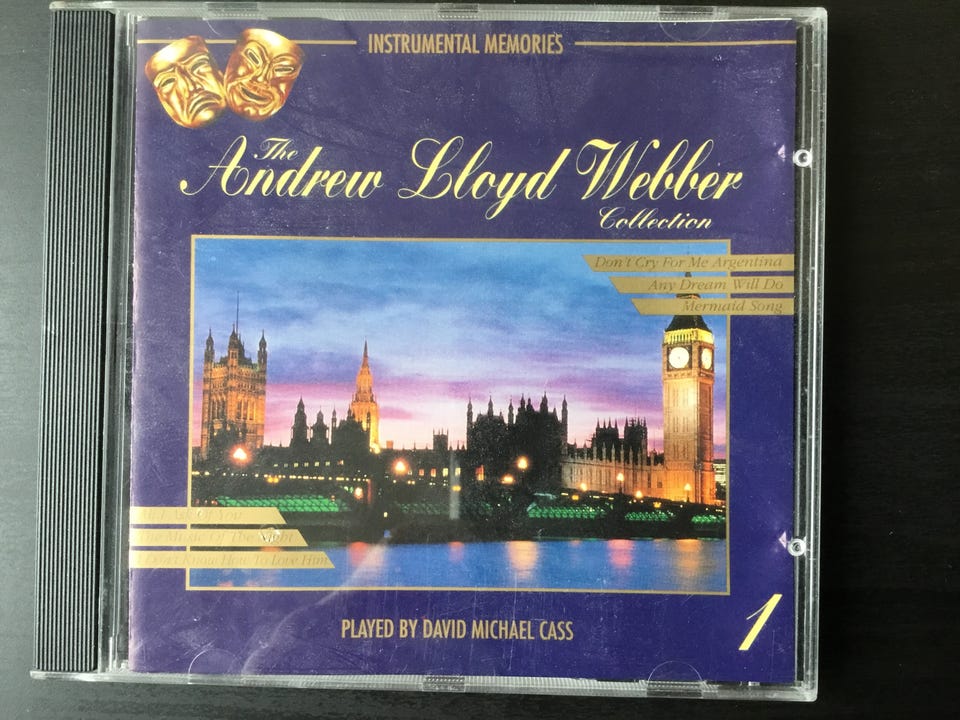 INSTRUMENTAL MEMORIES
The
Andrew Lloyd Webber
Collection
Don't Cry For Me Argentina
Any Dream Will Do
Mermaid Song
All I Ask Of You
The Music Of The Night
I Don't Know How To Love Him
PLAYED BY DAVID MICHAEL CASS
1